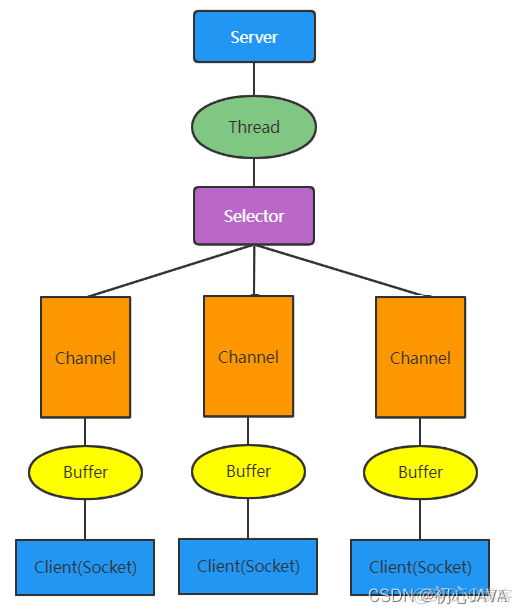 Server
Thread
Selector
Channel
Channel
Channel
Buffer
Buffer
Buffer
Client(Socket)
Client(Socket)
Client(Socket)
CSDN @初心JAVA